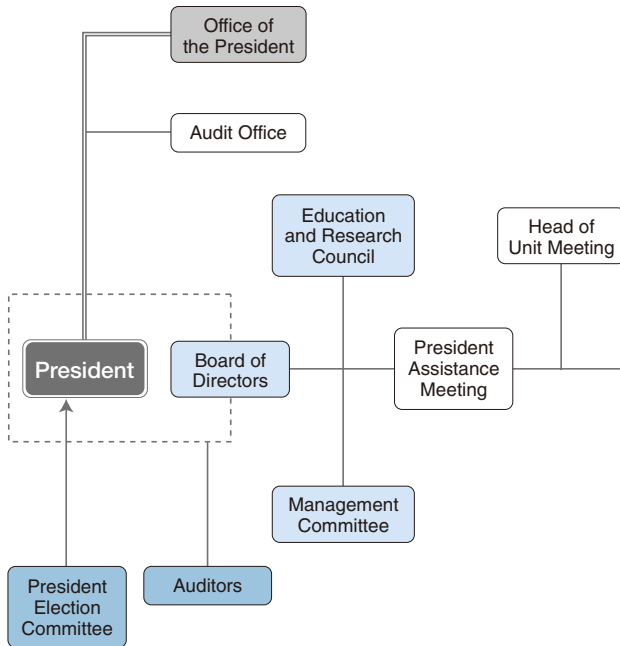 Office of
the President
Audit Office
Education
and Research
Council
Head of
Unit Meeting
President
Board of
Directors
President
Assistance
Meeting
Management
Committee
President
Election
Committee
Auditors